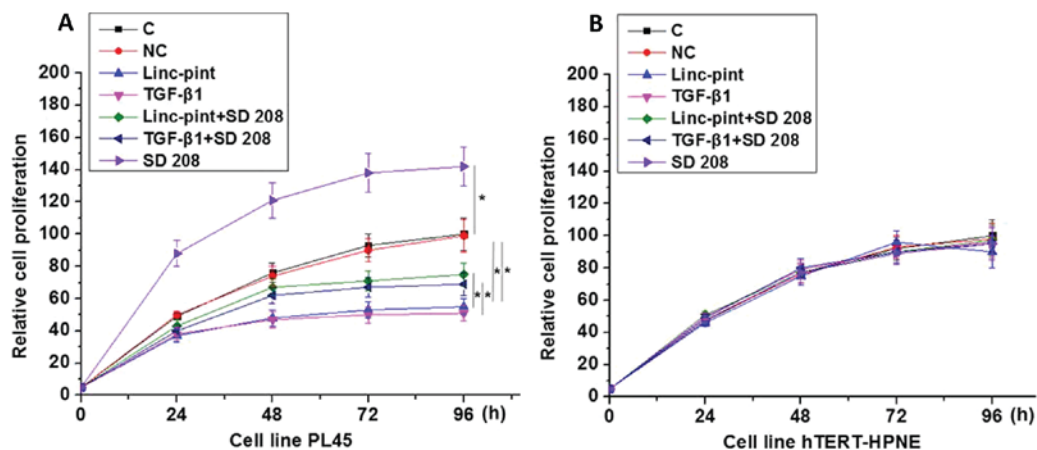 A
C
NC
Linc-pint
TGF-β1
Linc-pint+SD 208
TGF-β1+SD 208
SD 208
Relative cell proliferation
200
180
160
140
120
100
80
60
40
20
0
*
* *
* *
0 24 48 72 96 (h)
Cell line PL45
B
C
NC
Linc-pint
TGF-β1
Linc-pint+SD 208
TGF-β1+SD 208
SD 208
Relative cell proliferation
200
180
160
140
120
100
80
60
40
20
0
0 24 48 72 96 (h)
Cell line hTERT-HPNE